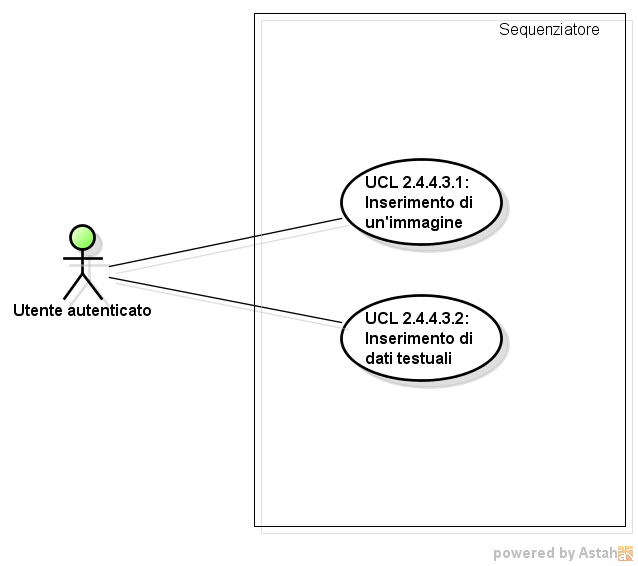 Sequenziatore
UCL 2.4.4.3.1:
Inserimento di
un'immagine
Utente autenticato
UCL 2.4.4.3.2:
Inserimento di
dati testuali
powered by Astah